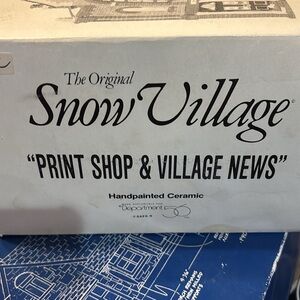 The Original
Snow Village
"PRINT SHOP & VILLAGE NEWS"
Handpainted Ceramic
Department 56